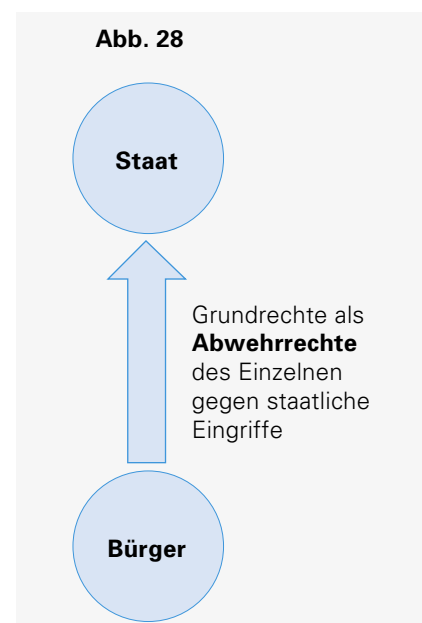 Abb. 28
Staat
Grundrechte als
Abwehrrechte
des Einzelnen
gegen staatliche
Eingriffe
Bürger